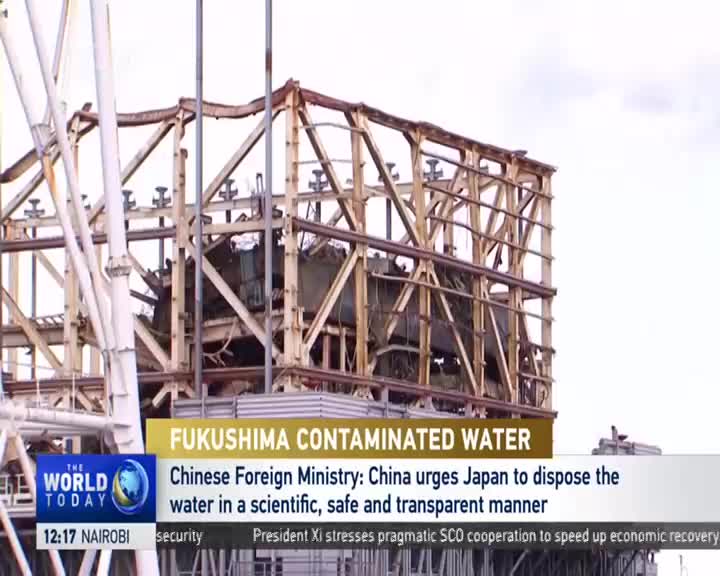 FUKUSHIMA CONTAMINATED WATER
Chinese Foreign Ministry: China urges Japan to dispose the
water in a scientific, safe and transparent manner
THE
WORLD
TODAY
12:17 NAIROBI
security President Xi stresses pragmatic SCO cooperation to speed up economic recovery